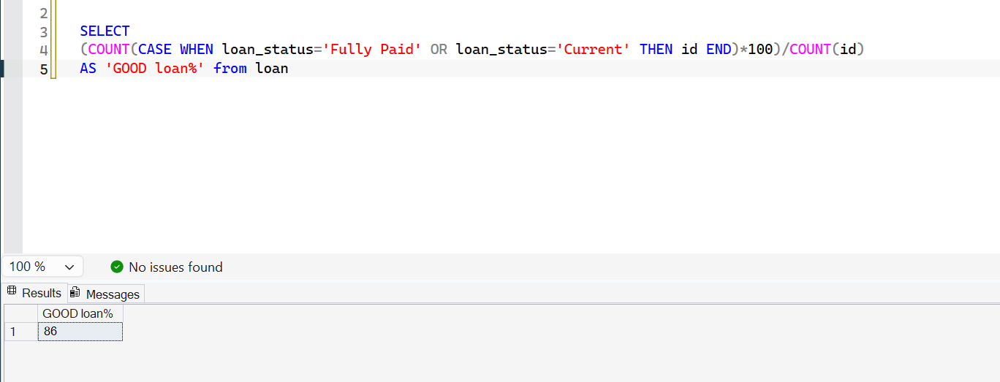 2
3 SELECT
4 (COUNT(CASE WHEN loan_status='Fully Paid' OR loan_status='Current' THEN id END)*100)/COUNT(id)
5 AS 'GOOD loan%' from loan
100 % No issues found
Results Messages
GOOD loan%
1 86